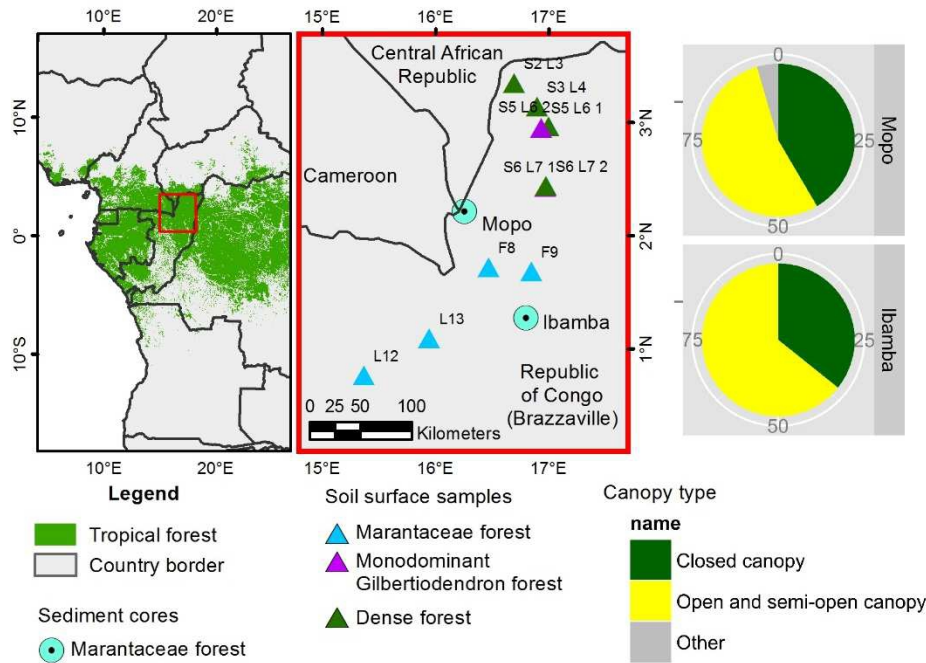 10°E
20°E
10°N
0°
10°S
10°E
20°E
15°E
16°E
17°E
Central African
Republic
S2 L3
S3 L4
S5 L6 2
S5 L6 1
S6 L7 1
S6 L7 2
Cameroon
Mopo
F8
F9
Ibamba
L13
L12
Republic
of Congo
(Brazzaville)
0 25 50 100
Kilometers
3°N
2°N
1°N
15°E
16°E
17°E
0
25
50
75
Mopo
0
25
50
75
Ibamba
Legend
Tropical forest
Country border
Sediment cores
Marantaceae forest
Soil surface samples
Marantaceae forest
Monodominant
Gilbertiodendron forest
Dense forest
Canopy type
name
Closed canopy
Open and semi-open canopy
Other